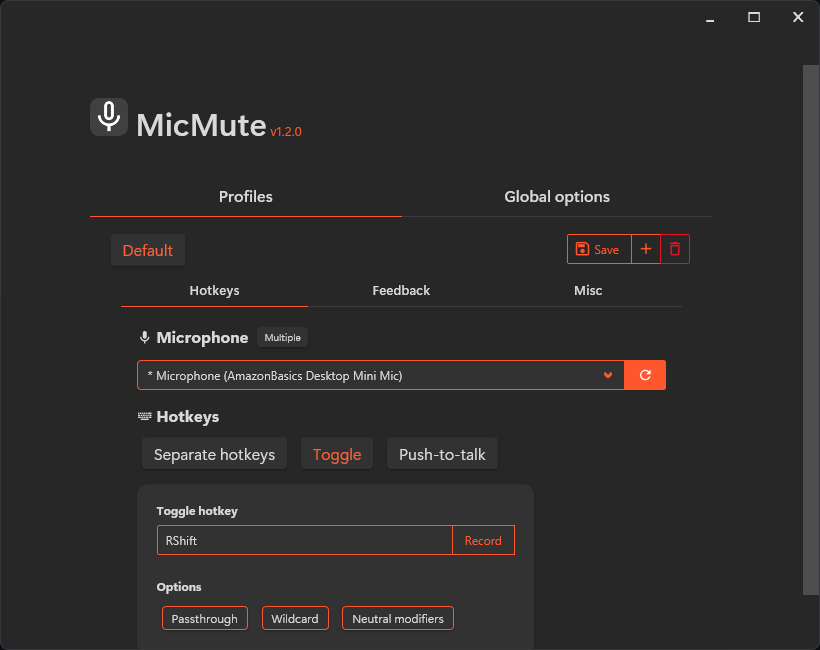 MicMute v1.2.0
Profiles Global options
Default Save
Hotkeys Feedback Misc
Microphone Multiple
* Microphone (AmazonBasics Desktop Mini Mic)
Hotkeys
Separate hotkeys Toggle Push-to-talk
Toggle hotkey
RShift Record
Options
Passthrough Wildcard Neutral modifiers